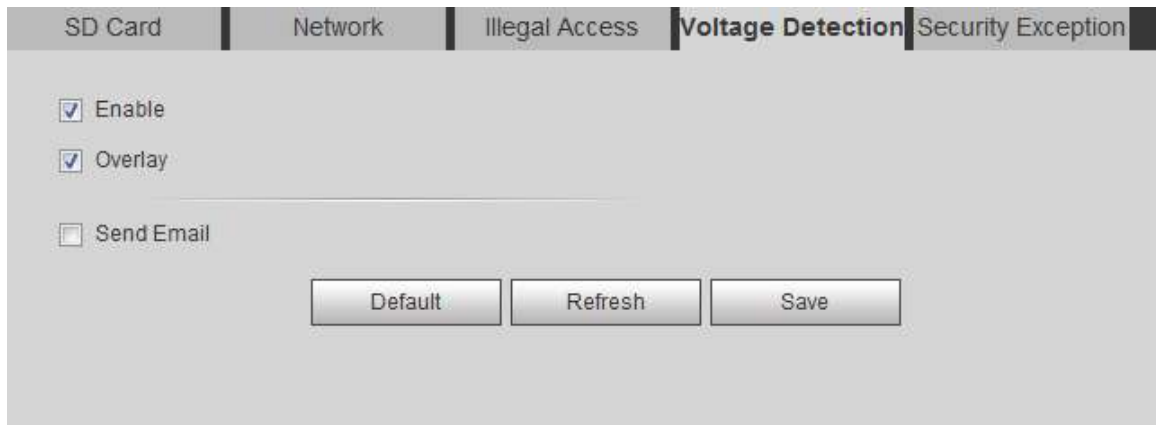 SD Card Network Illegal Access Voltage Detection Security Exception
Enable
Overlay
Send Email
Default Refresh Save